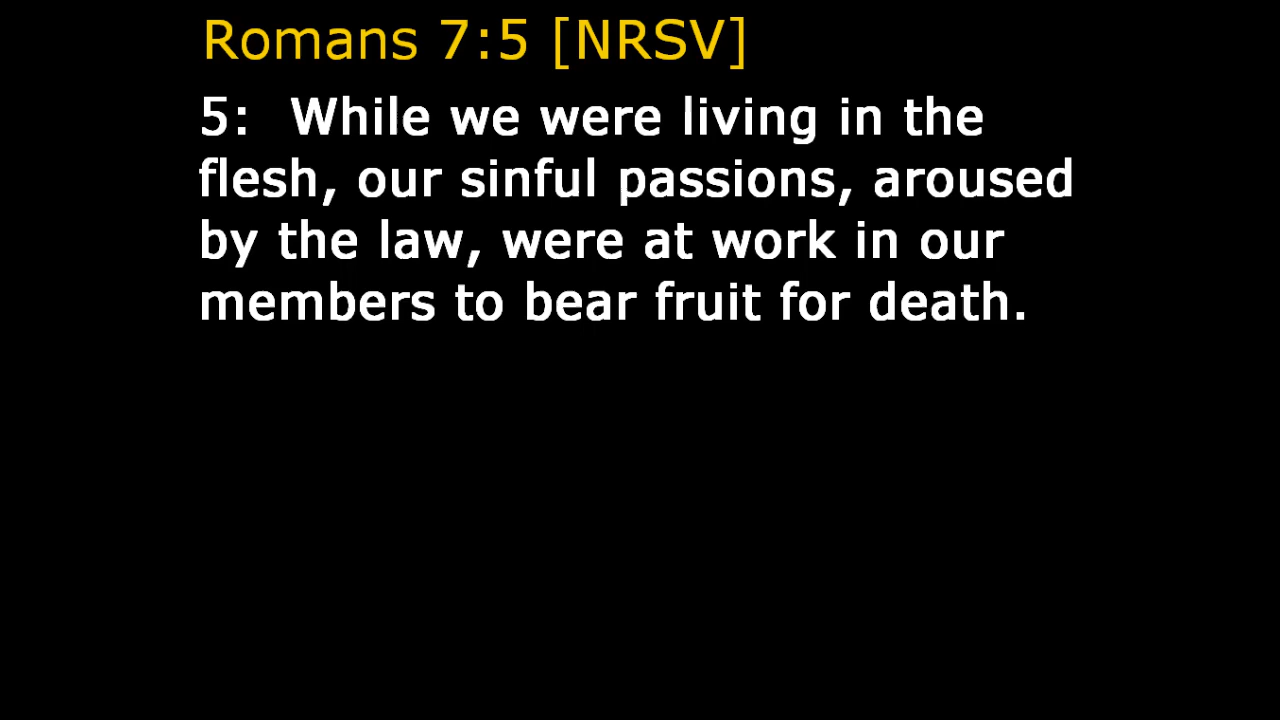 Romans 7:5 [NRSV]
5:  While we were living in the
flesh, our sinful passions, aroused
by the law, were at work in our
members to bear fruit for death.